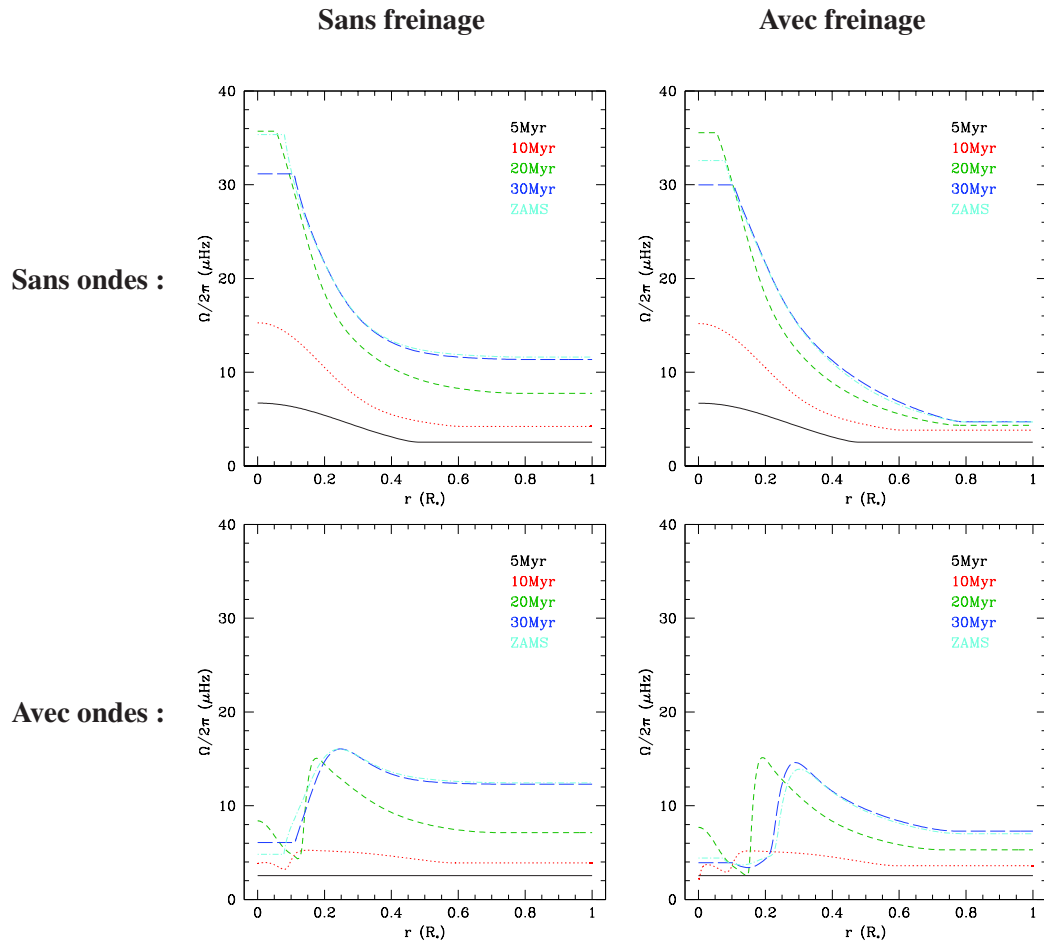 Sans freinage
Avec freinage
Sans ondes :
40
30
20
10
0
Ω/2π (μHz)
5Myr
10Myr
20Myr
30Myr
ZAMS
0
0.2
0.4
0.6
0.8
1
r (R*)
40
30
20
10
0
Ω/2π (μHz)
5Myr
10Myr
20Myr
30Myr
ZAMS
0
0.2
0.4
0.6
0.8
1
r (R*)
Avec ondes :
40
30
20
10
0
Ω/2π (μHz)
5Myr
10Myr
20Myr
30Myr
ZAMS
0
0.2
0.4
0.6
0.8
1
r (R*)
40
30
20
10
0
Ω/2π (μHz)
5Myr
10Myr
20Myr
30Myr
ZAMS
0
0.2
0.4
0.6
0.8
1
r (R*)